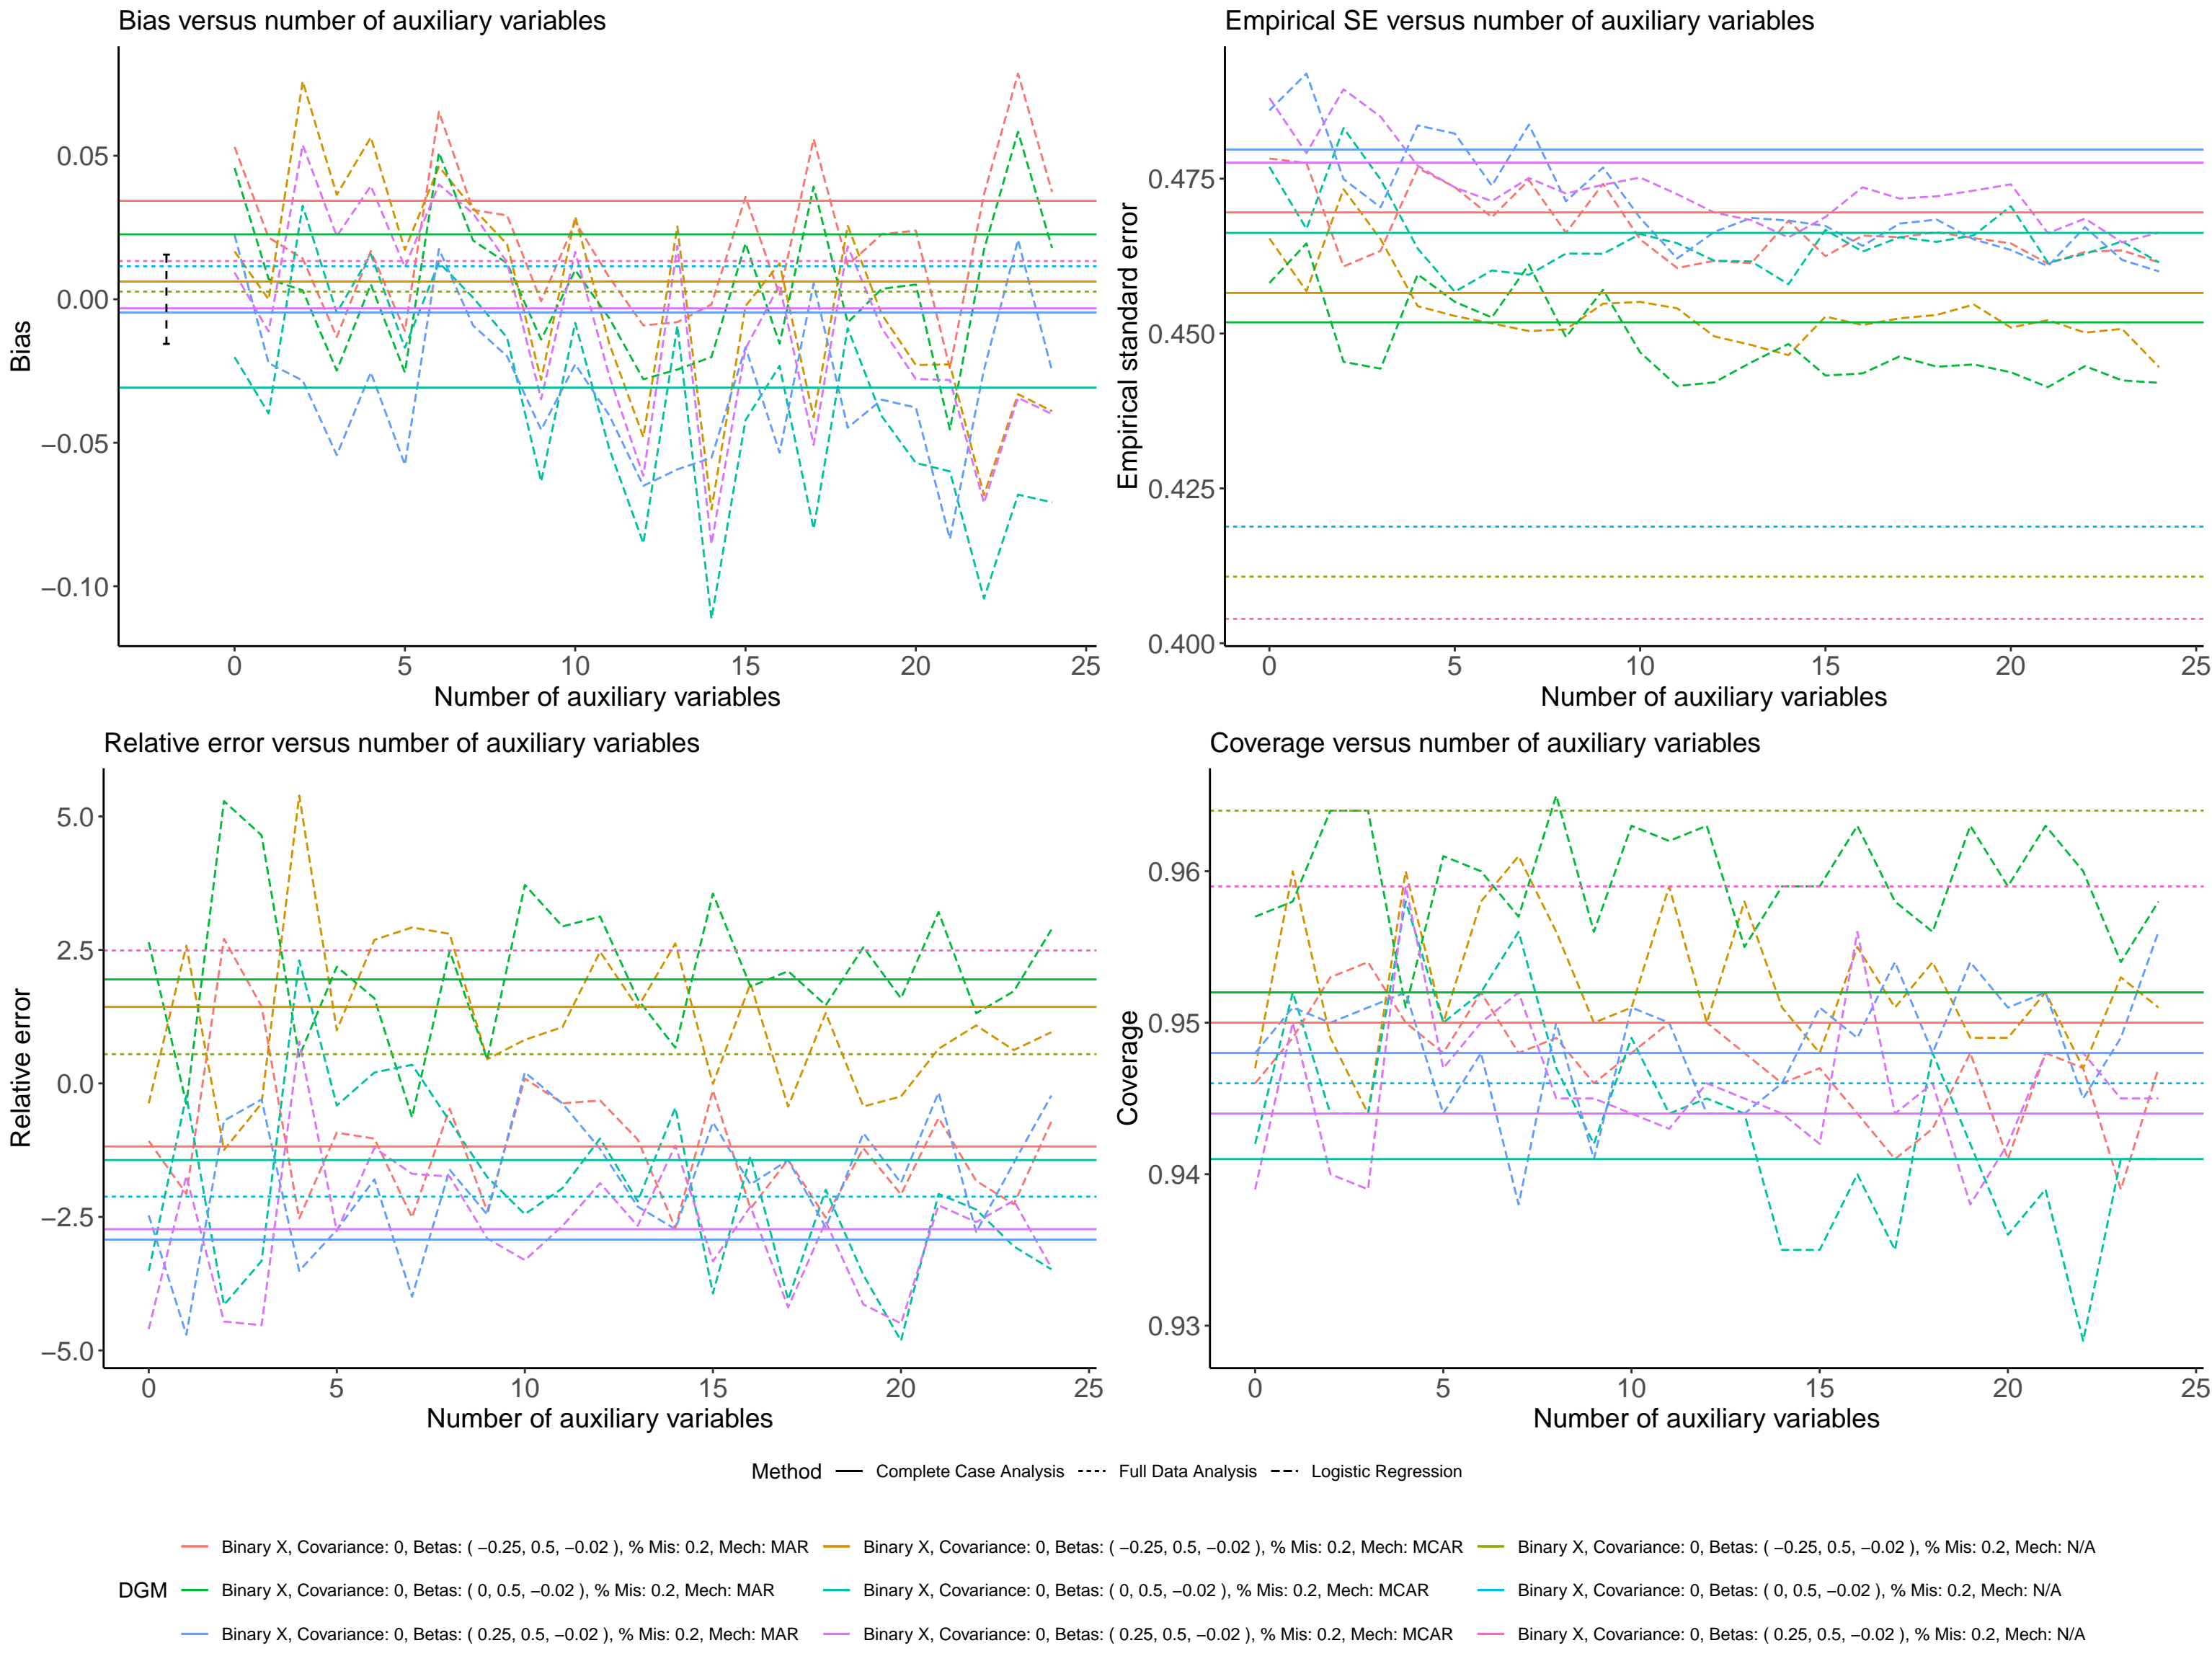 Bias versus number of auxiliary variables
0.05
0.00
−0.05
−0.10
Bias
0 5 10 15 20 25
Number of auxiliary variables
Empirical SE versus number of auxiliary variables
0.475
0.450
0.425
0.400
Empirical standard error
0 5 10 15 20 25
Number of auxiliary variables
Relative error versus number of auxiliary variables
5.0
2.5
0.0
−2.5
−5.0
Relative error
0 5 10 15 20 25
Number of auxiliary variables
Coverage versus number of auxiliary variables
0.96
0.95
0.94
0.93
Coverage
0 5 10 15 20 25
Number of auxiliary variables
Method Complete Case Analysis Full Data Analysis Logistic Regression
Binary X, Covariance: 0, Betas: ( −0.25, 0.5, −0.02 ), % Mis: 0.2, Mech: MAR Binary X, Covariance: 0, Betas: ( −0.25, 0.5, −0.02 ), % Mis: 0.2, Mech: MCAR Binary X, Covariance: 0, Betas: ( −0.25, 0.5, −0.02 ), % Mis: 0.2, Mech: N/A
DGM Binary X, Covariance: 0, Betas: ( 0, 0.5, −0.02 ), % Mis: 0.2, Mech: MAR Binary X, Covariance: 0, Betas: ( 0, 0.5, −0.02 ), % Mis: 0.2, Mech: MCAR Binary X, Covariance: 0, Betas: ( 0, 0.5, −0.02 ), % Mis: 0.2, Mech: N/A
Binary X, Covariance: 0, Betas: ( 0.25, 0.5, −0.02 ), % Mis: 0.2, Mech: MAR Binary X, Covariance: 0, Betas: ( 0.25, 0.5, −0.02 ), % Mis: 0.2, Mech: MCAR Binary X, Covariance: 0, Betas: ( 0.25, 0.5, −0.02 ), % Mis: 0.2, Mech: N/A